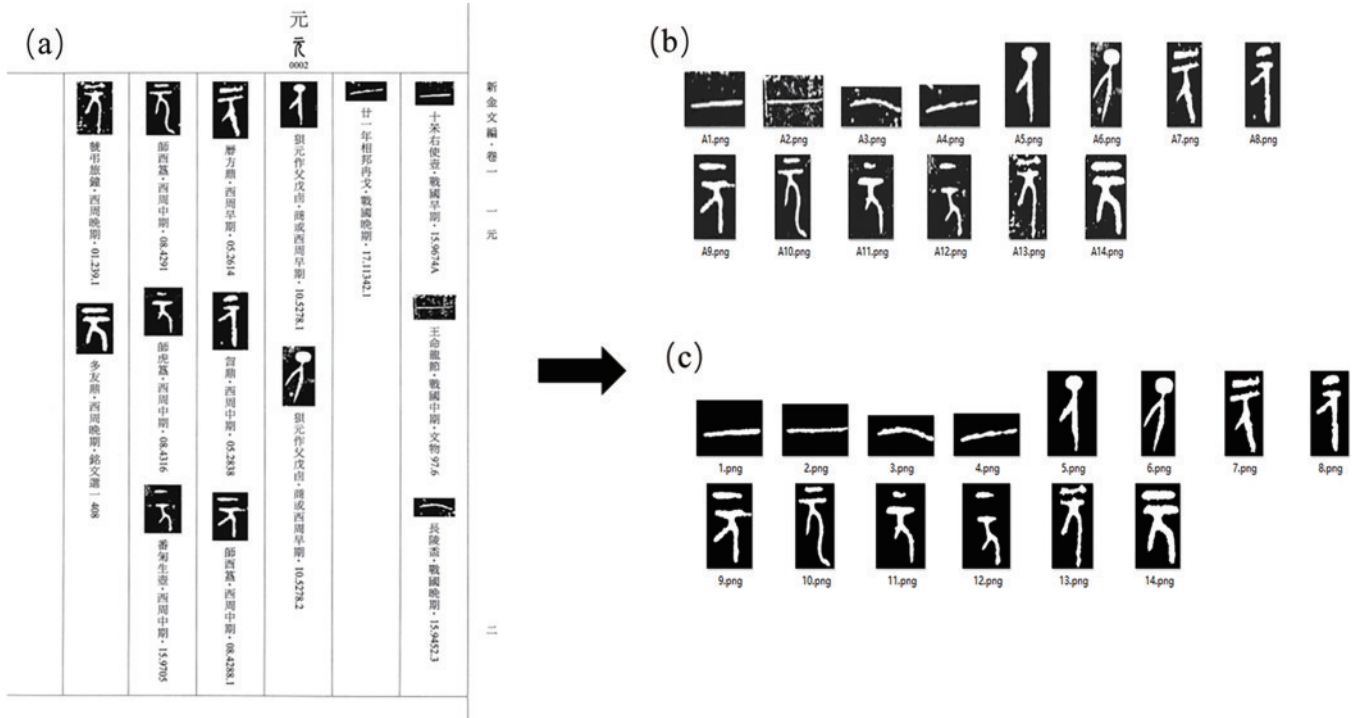 (a)
元
元
0002
新金文編·卷一 一 元
二
十朱右使壺·戰國早期·15.9674A
王命龍節·戰國中期·文物97.6
長陵盉·戰國晚期·15.9452.3
廿一年相邦冉戈·戰國晚期·17.11342.1
狽元作父戊卣·商或西周早期·10.5278.1
狽元作父戊卣·商或西周早期·10.5278.2
曆方鼎·西周早期·05.2614
曶鼎·西周中期·05.2838
師酉簋·西周中期·08.4288.1
師酉簋·西周中期·08.4291
師虎簋·西周中期·08.4316
番匊生壺·西周中期·15.9705
虢弔旅鐘·西周晚期·01.239.1
多友鼎·西周晚期·銘文選一408
(b)
A1.png A2.png A3.png A4.png A5.png A6.png A7.png A8.png
A9.png A10.png A11.png A12.png A13.png A14.png
(c)
1.png 2.png 3.png 4.png 5.png 6.png 7.png 8.png
9.png 10.png 11.png 12.png 13.png 14.png